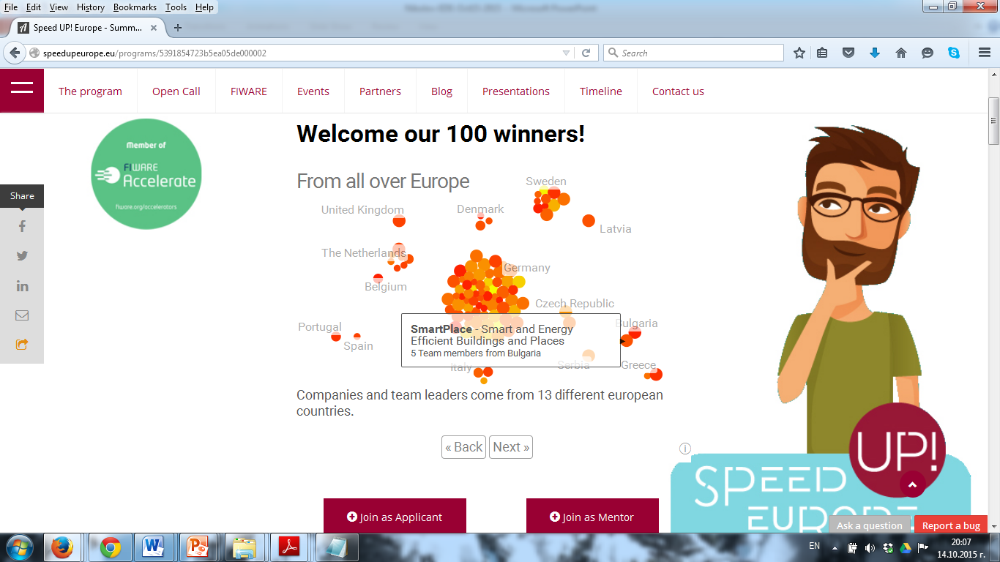 File Edit View History Bookmarks Tools Help
Speed UP! Europe - Summ...
speedupeurope.eu/programs/5391854723b5ea05de000002
Search
The program
Open Call
FIWARE
Events
Partners
Blog
Presentations
Timeline
Contact us
Member of
FIWARE
Accelerate
fiware.org/accelerators
Share
Welcome our 100 winners!
From all over Europe
Sweden
United Kingdom
Denmark
Latvia
The Netherlands
Germany
Belgium
Czech Republic
Portugal
Spain
Bulgaria
SmartPlace - Smart and Energy
Efficient Buildings and Places
5 Team members from Bulgaria
Italy
Serbia
Greece
Companies and team leaders come from 13 different european
countries.
« Back
Next »
UP!
SPEED
EUROPE
Join as Applicant
Join as Mentor
Ask a question
Report a bug
EN
20:07
14.10.2015 г.